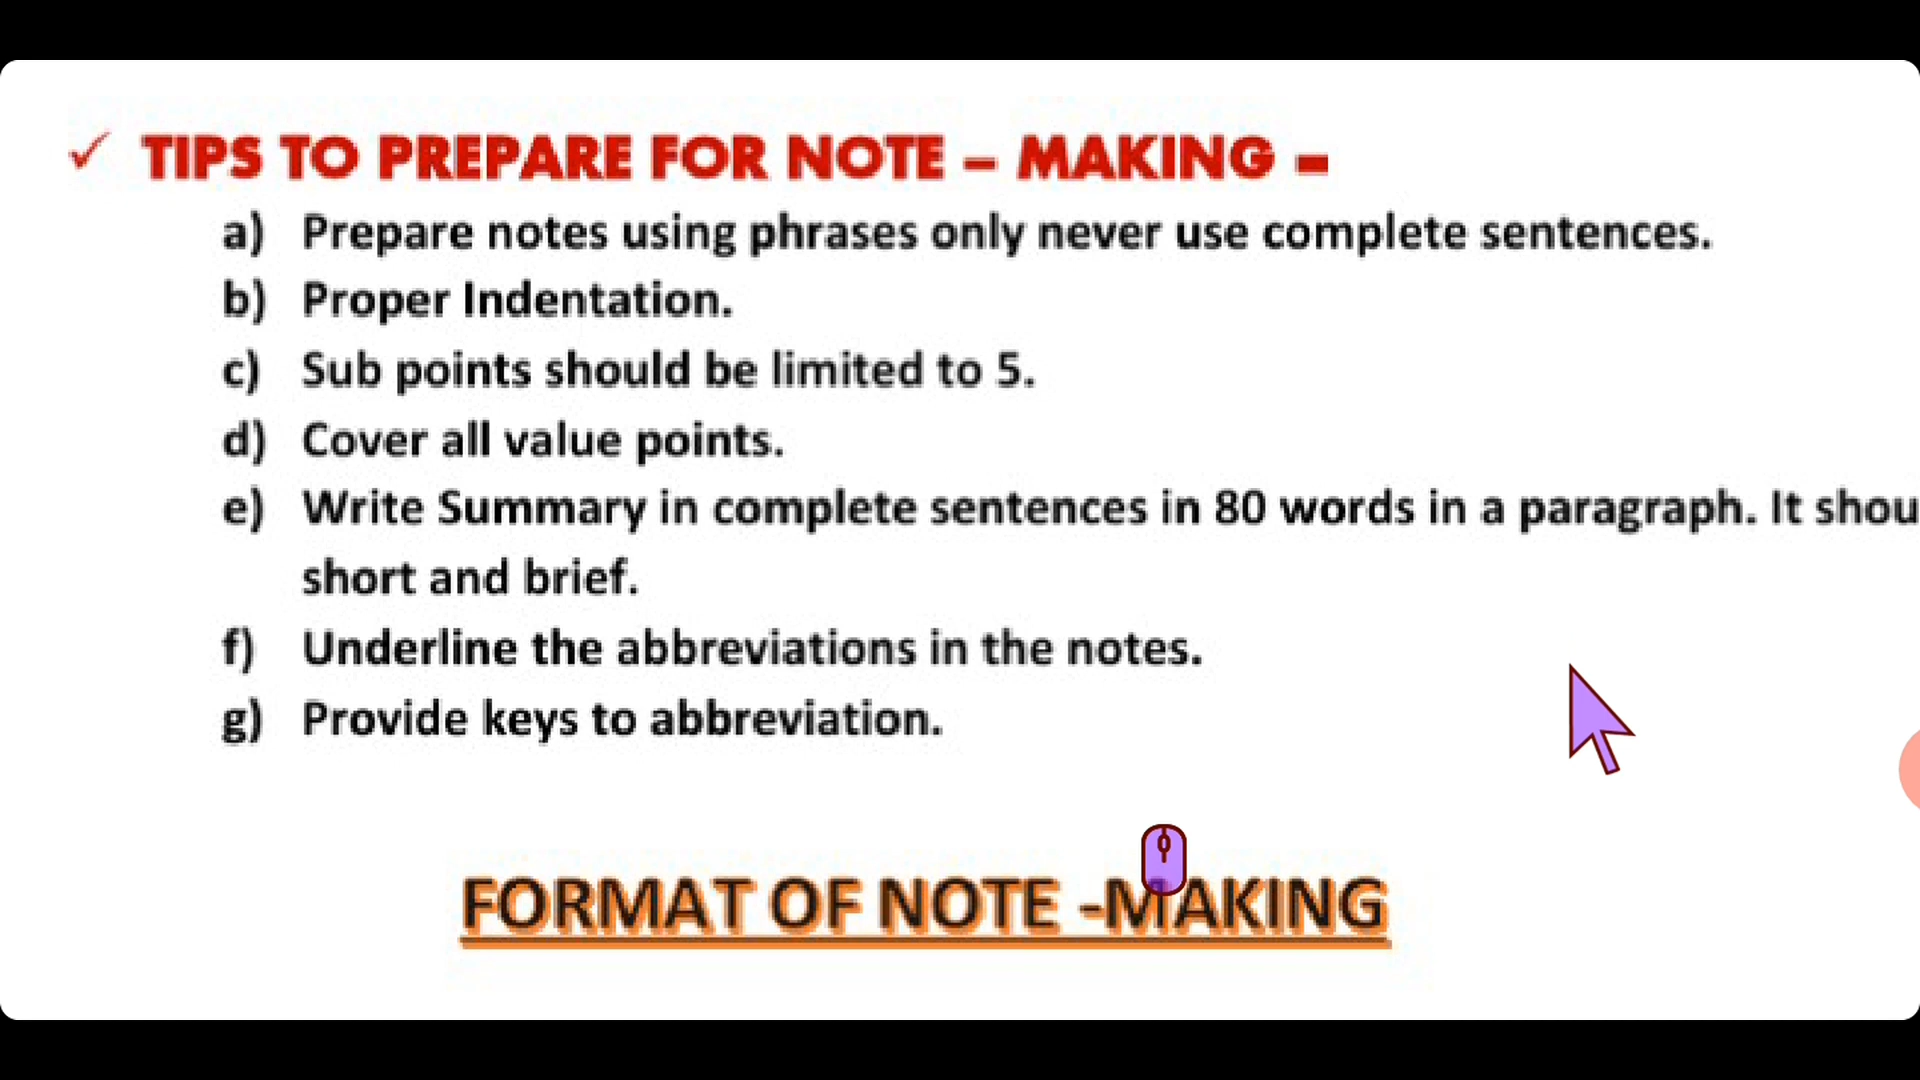 ✓ TIPS TO PREPARE FOR NOTE – MAKING –
a) Prepare notes using phrases only never use complete sentences.
b) Proper Indentation.
c) Sub points should be limited to 5.
d) Cover all value points.
e) Write Summary in complete sentences in 80 words in a paragraph. It shou
short and brief.
f) Underline the abbreviations in the notes.
g) Provide keys to abbreviation.
FORMAT OF NOTE -MAKING